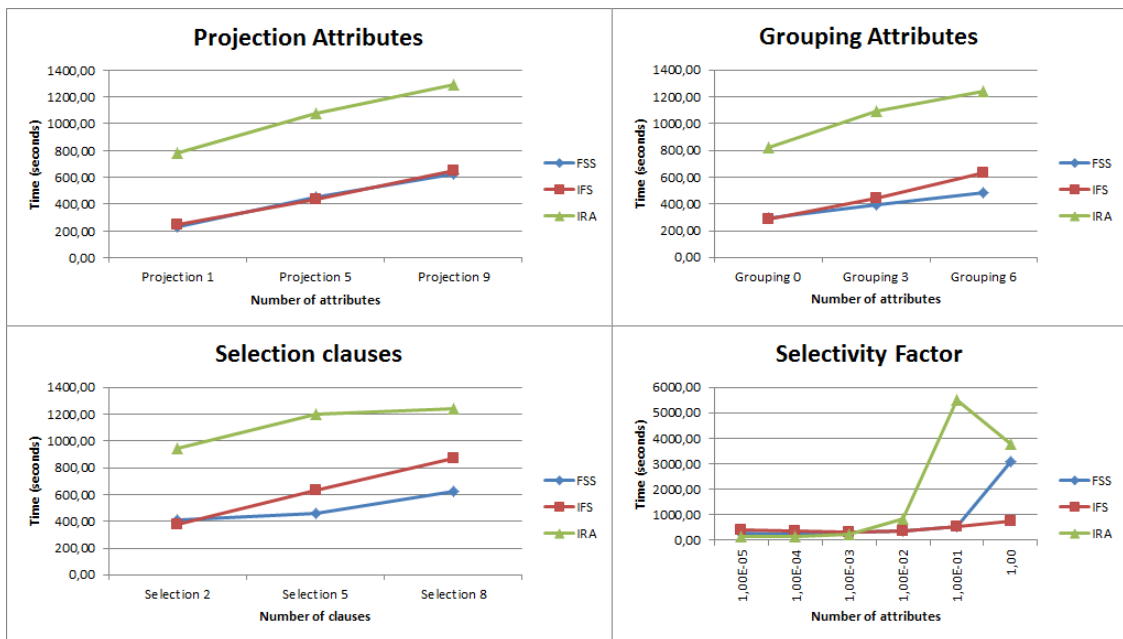 Projection Attributes
1400,00
1200,00
1000,00
800,00
600,00
400,00
200,00
0,00
Time (seconds)
Projection 1
Projection 5
Projection 9
Number of attributes
FSS
IFS
IRA
Grouping Attributes
1400,00
1200,00
1000,00
800,00
600,00
400,00
200,00
0,00
Time (seconds)
Grouping 0
Grouping 3
Grouping 6
Number of attributes
FSS
IFS
IRA
Selection clauses
1400,00
1200,00
1000,00
800,00
600,00
400,00
200,00
0,00
Time (seconds)
Selection 2
Selection 5
Selection 8
Number of clauses
FSS
IFS
IRA
Selectivity Factor
6000,00
5000,00
4000,00
3000,00
2000,00
1000,00
0,00
Time (seconds)
1,00E-05
1,00E-04
1,00E-03
1,00E-02
1,00E-01
1,00
Number of attributes
FSS
IFS
IRA